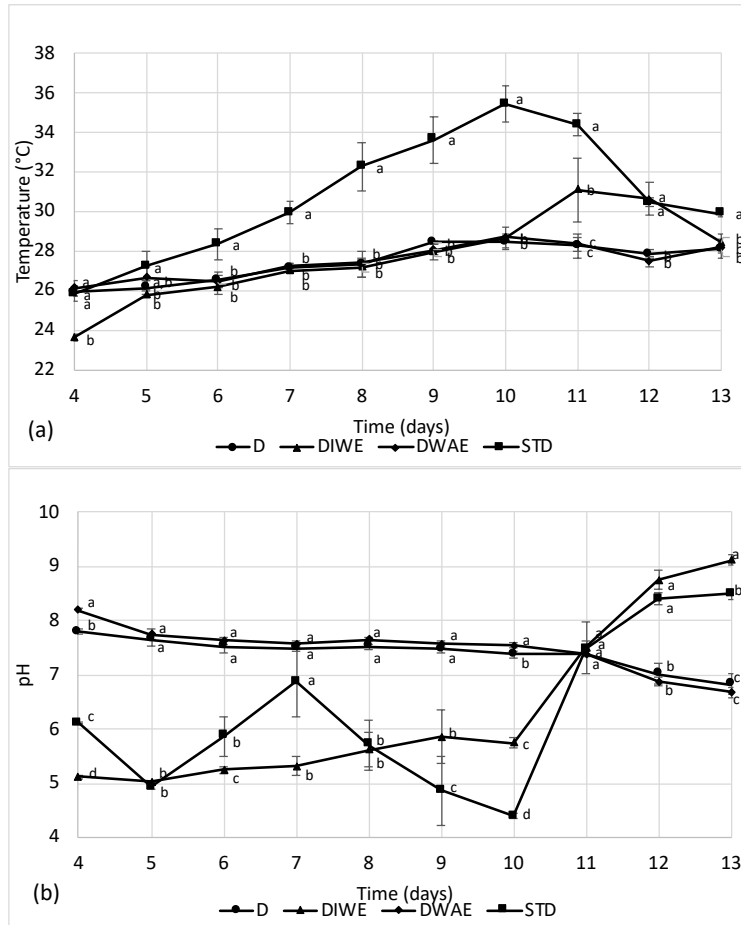 38
36
34
32
30
28
26
24
22
Temperature (°C)
a a a a a a a a a a
a a b b b b b b b b
a a b b b b b b c b b
b b b b b b b c b b
4 5 6 7 8 9 10 11 12 13
(a)
Time (days)
D DIWE DWAE STD
10
9
8
7
6
5
4
pH
a a a a a a a a a a
b a a a a a a a a b
c b b a b b c a b c
d b c b b c d a b c
4 5 6 7 8 9 10 11 12 13
(b)
Time (days)
D DIWE DWAE STD